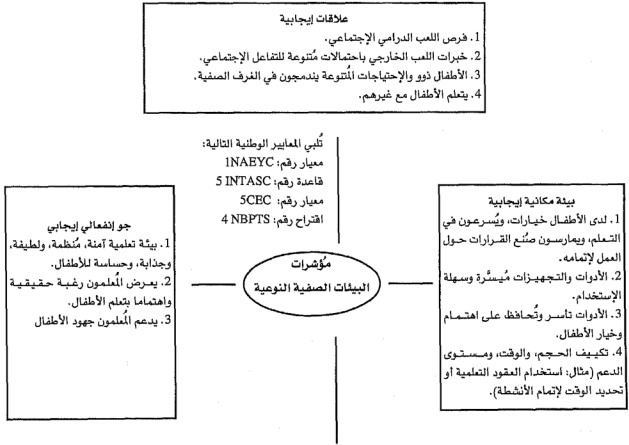 علاقات إيجابية
1. فرص اللعب الدرامي الإجتماعي.
2. خبرات اللعب الخارجي باحتمالات مُتنوعة للتفاعل الإجتماعي.
3. الأطفال ذوو والإحتياجات المُتنوعة يندمجون في الغرف الصفية.
4. يتعلم الأطفال مع غيرهم.
تُلبي المعايير الوطنية التالية:
معيار رقم: 1NAEYC
قاعدة رقم: 5 INTASC
معيار رقم: 5CEC
اقتراح رقم: 4 NBPTS
بيئة مكانية إيجابية
1. لدى الأطفال خيارات، ويُسرعون في
التعلم، ويمارسون صُنع القرارات حول
العمل لإتمامه.
2. الأدوات والتجهيزات مُيسَّرة وسهلة
الإستخدام.
3. الأدوات تأسر وتُحافظ على اهتمام
وخيار الأطفال.
4. تكييف الحجم، والوقت، ومستوى
الدعم (مثال: استخدام العقود التعلمية أو
تحديد الوقت لإتمام الأنشطة).
مُؤشرات
البيئات الصفية النوعية
جو إنفعالي إيجابي
1. بيئة تعلمية آمنة، مُنظمة، ولطيفة،
وجذابة، وحساسة للأطفال.
2. يعرض المُعلمون رغبة حقيقية
واهتماما بتعلم الأطفال.
3. يدعم المُعلمون جهود الأطفال